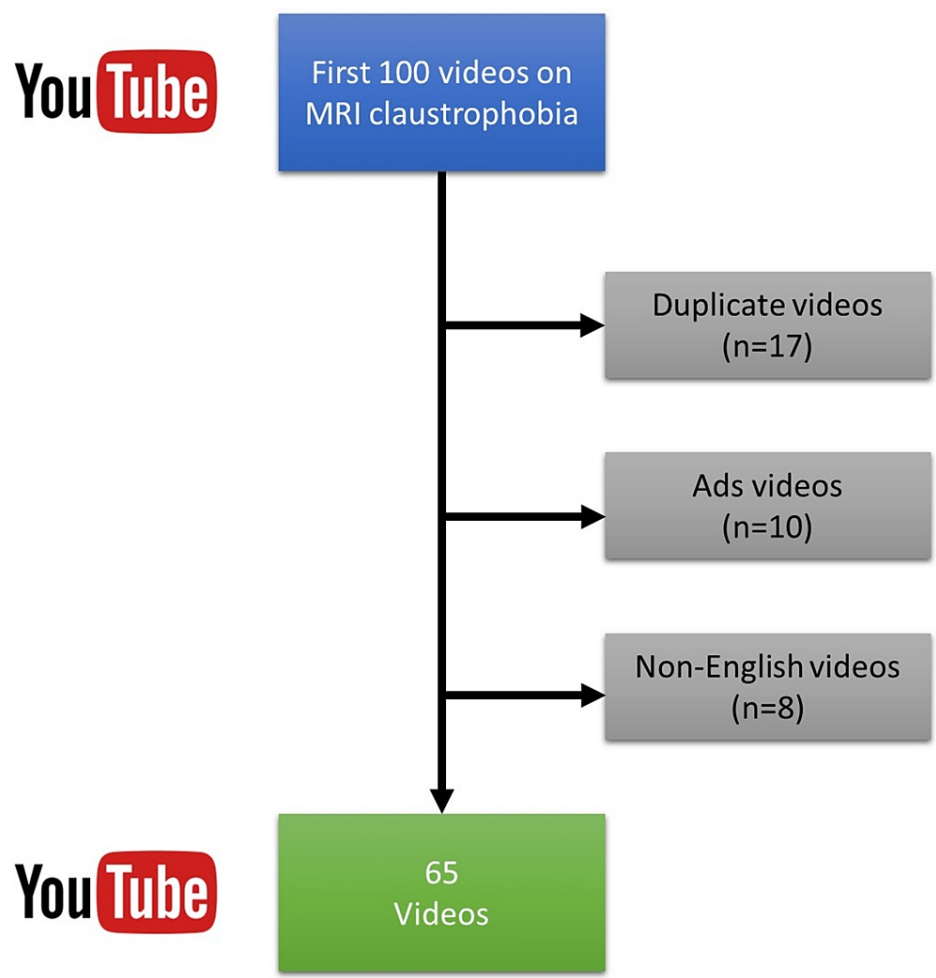 YouTube
First 100 videos on
MRI claustrophobia
Duplicate videos
(n=17)
Ads videos
(n=10)
Non-English videos
(n=8)
YouTube
65
Videos